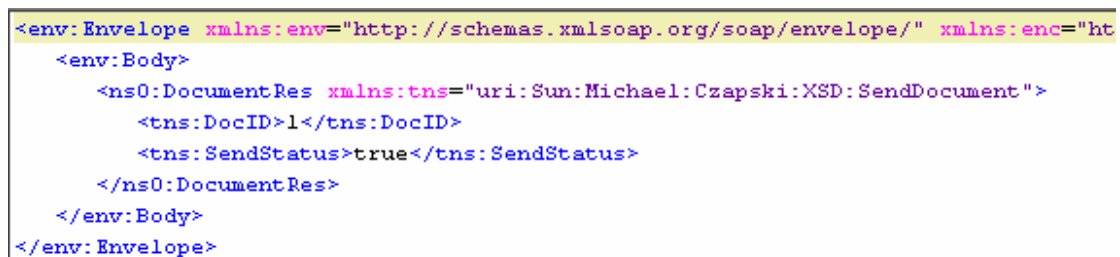 <env:Envelope xmlns:env="http://schemas.xmlsoap.org/soap/envelope/" xmlns:enc="ht
<env:Body>
<ns0:DocumentRes xmlns:tns="uri:Sun:Michael:Czapski:XSD:SendDocument">
<tns:DocID>1</tns:DocID>
<tns:SendStatus>true</tns:SendStatus>
</ns0:DocumentRes>
</env:Body>
</env:Envelope>